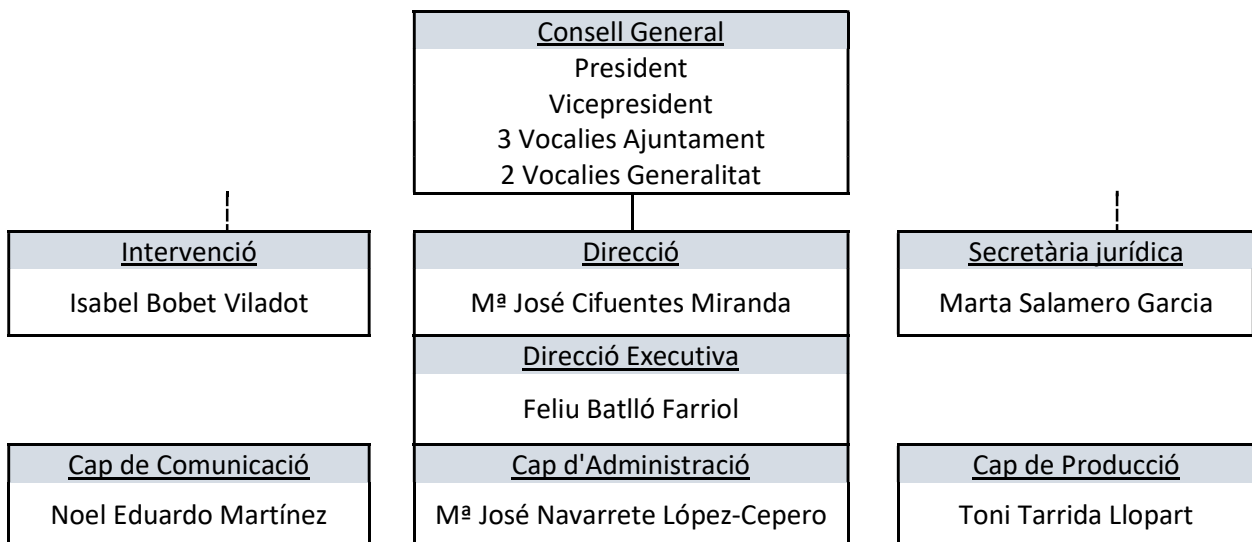 Consell General
President
Vicepresident
3 Vocalies Ajuntament
2 Vocalies Generalitat
Intervenció
Isabel Bobet Viladot
Direcció
Mª José Cifuentes Miranda
Secretària jurídica
Marta Salamero Garcia
Direcció Executiva
Feliu Batlló Farriol
Cap de Comunicació
Noel Eduardo Martínez
Cap d'Administració
Mª José Navarrete López-Cepero
Cap de Producció
Toni Tarrida Llopart